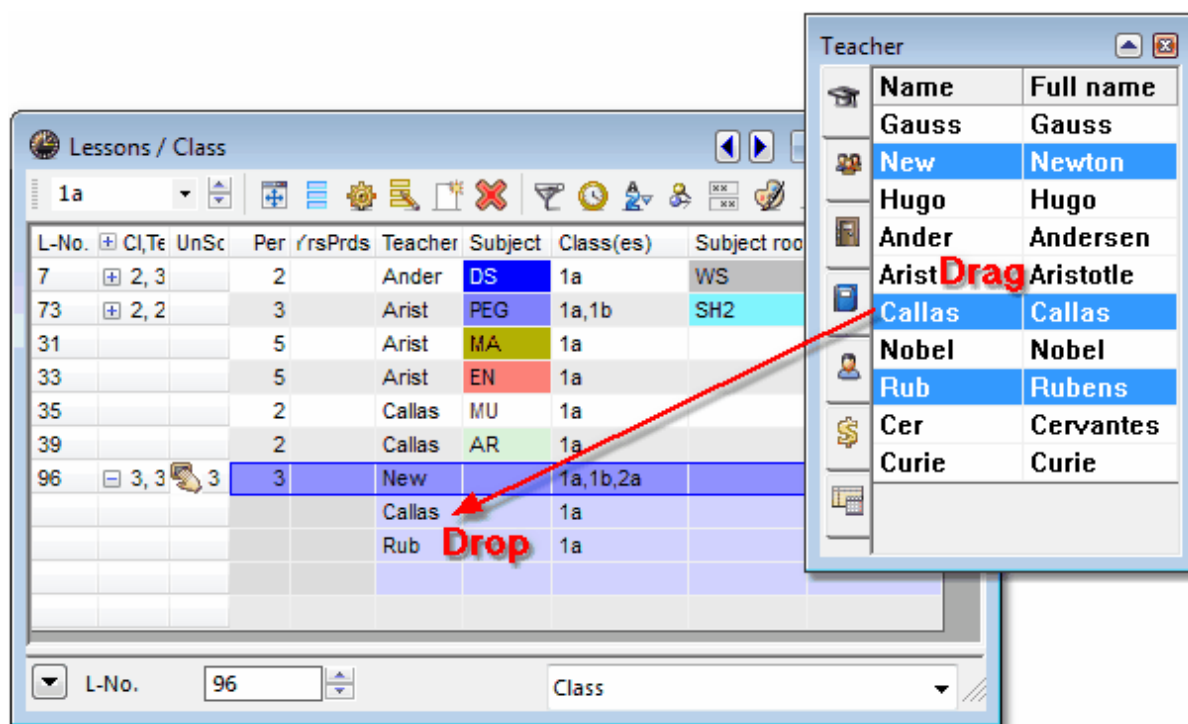 Teacher
Name Full name
Gauss Gauss
New Newton
Hugo Hugo
Ander Andersen
Arist Drag Aristotle
Callas Callas
Nobel Nobel
Rub Rubens
Cer Cervantes
Curie Curie
Lessons / Class
1a
L-No. Cl,Te UnSc Per YrsPrds Teacher Subject Class(es) Subject roo
7 2, 3 2 Ander DS 1a WS
73 2, 2 3 Arist PEG 1a,1b SH2
31 5 Arist MA 1a
33 5 Arist EN 1a
35 2 Callas MU 1a
39 2 Callas AR 1a
96 3, 3 3 3 New 1a,1b,2a
Callas 1a
Rub Drop 1a
L-No. 96 Class